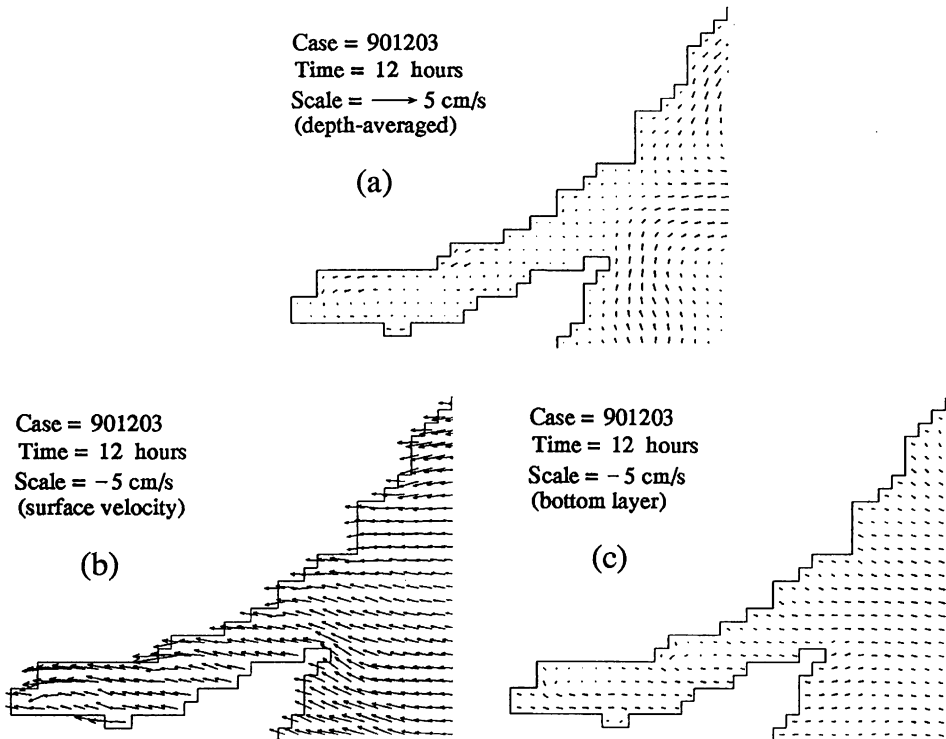 Case = 901203
Time = 12 hours
Scale = ⟶ 5 cm/s
(depth-averaged)
(a)
Case = 901203
Time = 12 hours
Scale = – 5 cm/s
(surface velocity)
(b)
Case = 901203
Time = 12 hours
Scale = – 5 cm/s
(bottom layer)
(c)